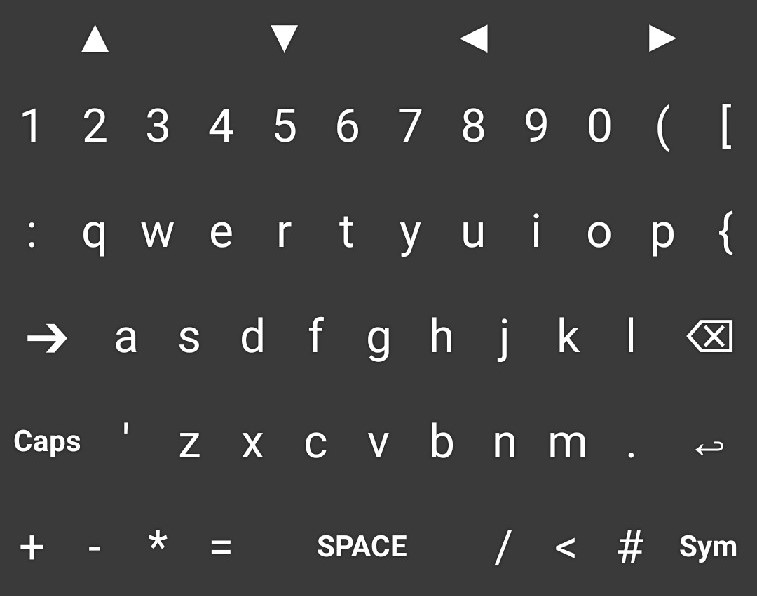 ▲ ▼ ◀ ▶
1 2 3 4 5 6 7 8 9 0 ( [
: q w e r t y u i o p {
➔ a s d f g h j k l ⌫
Caps ' z x c v b n m . ↩
+ - * = SPACE / < # Sym